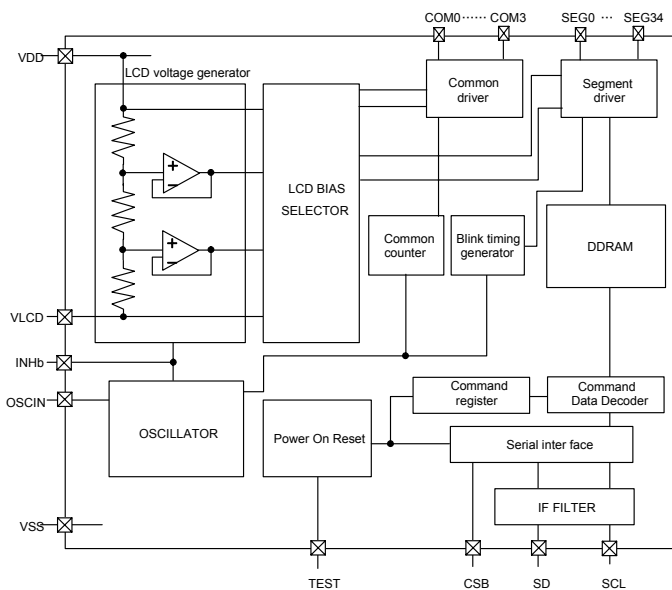 COM0 ······ COM3
SEG0 ··· SEG34
VDD
LCD voltage generator
Common
driver
Segment
driver
+
−
LCD BIAS
SELECTOR
+
−
Common
counter
Blink timing
generator
DDRAM
VLCD
INHb
OSCIN
OSCILLATOR
Power On Reset
Command
register
Command
Data Decoder
Serial inter face
IF FILTER
VSS
TEST
CSB
SD
SCL